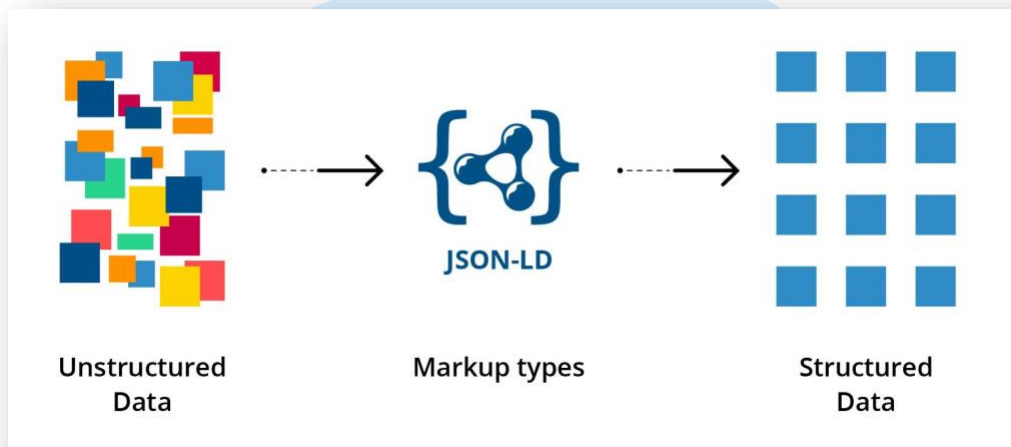 JSON-LD
Unstructured
Data
Markup types
Structured
Data